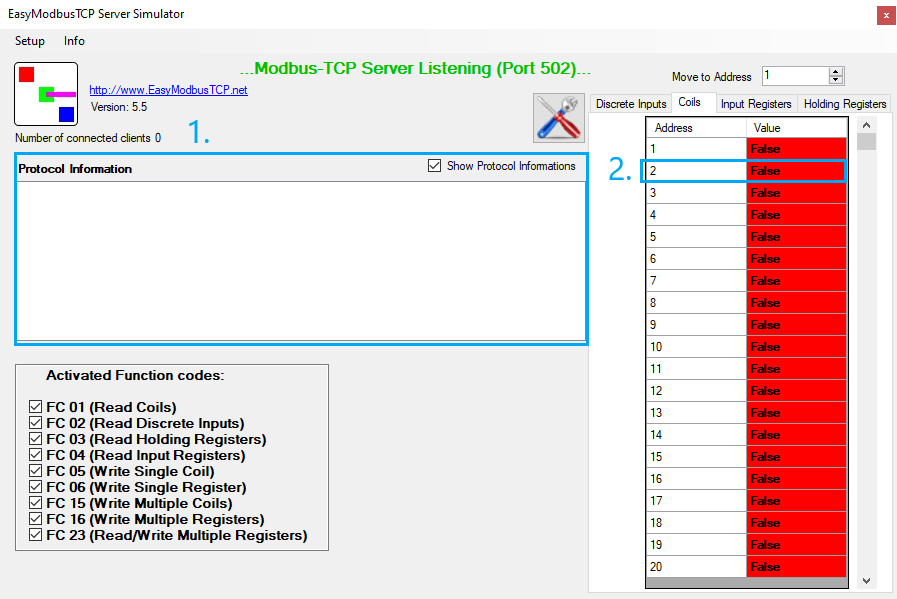 EasyModbusTCP Server Simulator
x
Setup Info
...Modbus-TCP Server Listening (Port 502)...
http://www.EasyModbusTCP.net
Version: 5.5
Number of connected clients 0
1.
Protocol Information
Show Protocol Informations
Activated Function codes:
FC 01 (Read Coils)
FC 02 (Read Discrete Inputs)
FC 03 (Read Holding Registers)
FC 04 (Read Input Registers)
FC 05 (Write Single Coil)
FC 06 (Write Single Register)
FC 15 (Write Multiple Coils)
FC 16 (Write Multiple Registers)
FC 23 (Read/Write Multiple Registers)
Move to Address 1
Discrete Inputs Coils Input Registers Holding Registers
Address Value
1 False
2. 2 False
3 False
4 False
5 False
6 False
7 False
8 False
9 False
10 False
11 False
12 False
13 False
14 False
15 False
16 False
17 False
18 False
19 False
20 False